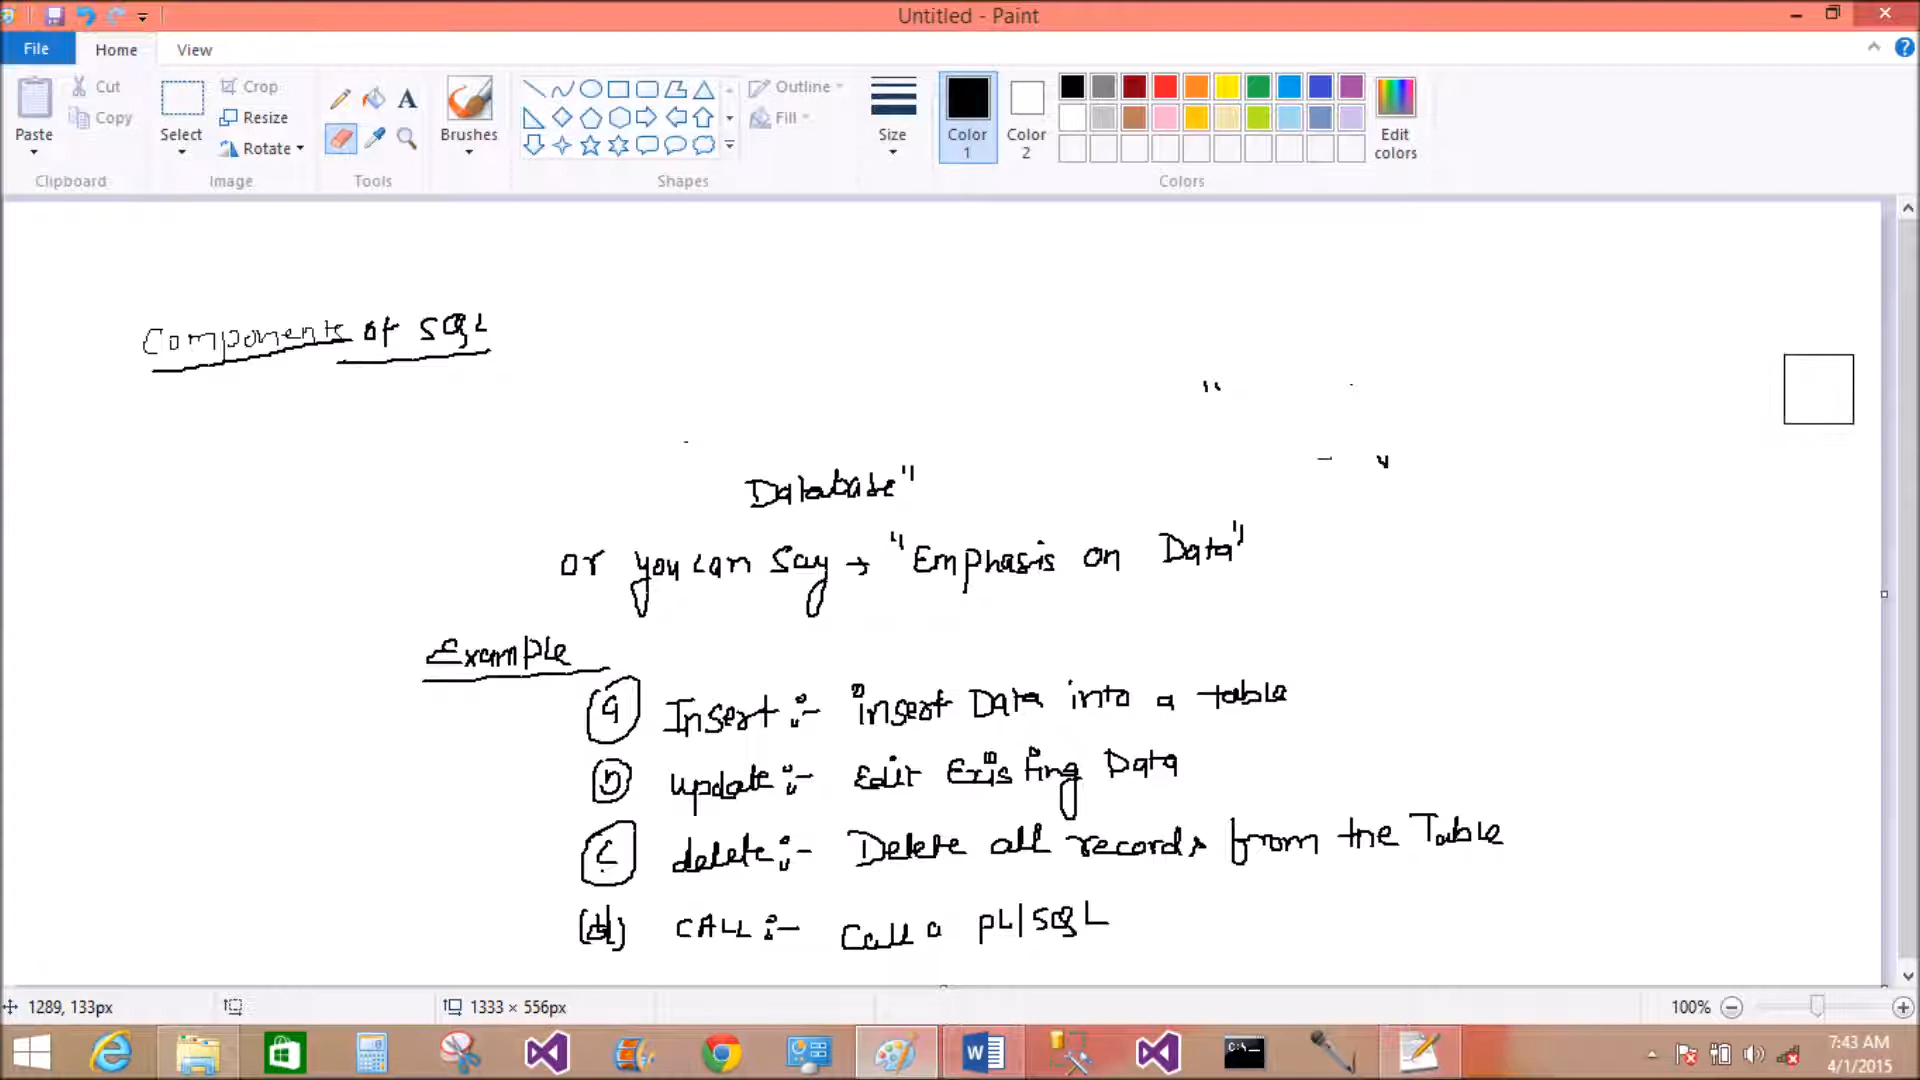 Untitled - Paint
File Home View
Paste
Cut
Copy
Clipboard
Select
Crop
Resize
Rotate
Image
Tools
Brushes
Shapes
Outline
Fill
Size
Color 1
Color 2
Edit colors
Colors
Components of SQL
"
"
Database"
or you can say → "Emphasis on Data"
Example
(a) Insert :- insert Data into a table
(b) update :- Edit Existing Data
(c) delete :- Delete all records from the Table
(d) CALL :- Call a PL/SQL
1289, 133px
1333 × 556px
100%
7:43 AM
4/1/2015